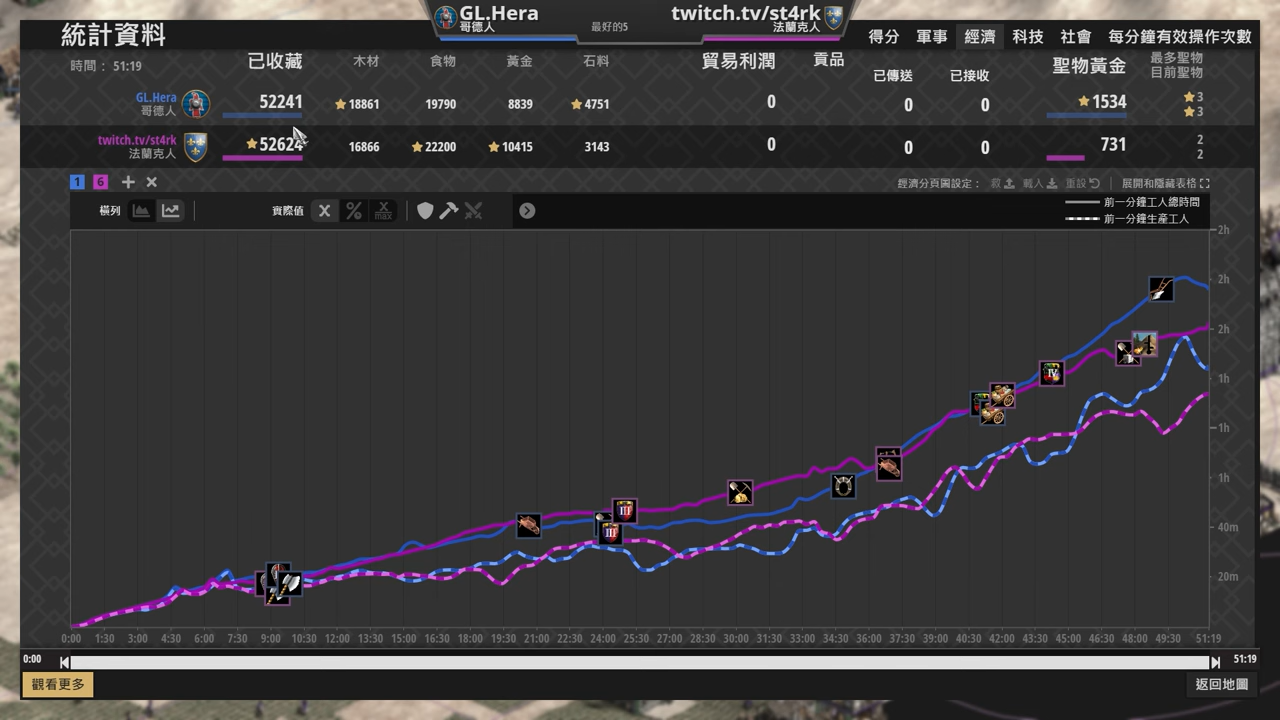 GL.Hera
哥德人
最好的5
twitch.tv/st4rk
法蘭克人
統計資料
得分 軍事 經濟 科技 社會 每分鐘有效操作次數
時間： 51:19
已收藏 木材 食物 黃金 石料 貿易利潤 貢品 已傳送 已接收 聖物黃金 最多聖物 目前聖物
GL.Hera
哥德人
52241 18861 19790 8839 4751 0 0 0 1534 3 3
twitch.tv/st4rk
法蘭克人
52624 16866 22200 10415 3143 0 0 0 731 2 2
1 6
經濟分頁圖設定： 載入 重設 展開和隱藏表格
橫列 實際值 X % X max
前一分鐘工人總時間
前一分鐘生產工人
2h
2h
2h
1h
1h
1h
40m
20m
III
III
IV
0:00 1:30 3:00 4:30 6:00 7:30 9:00 10:30 12:00 13:30 15:00 16:30 18:00 19:30 21:00 22:30 24:00 25:30 27:00 28:30 30:00 31:30 33:00 34:30 36:00 37:30 39:00 40:30 42:00 43:30 45:00 46:30 48:00 49:30 51:19
0:00 51:19
觀看更多
返回地圖